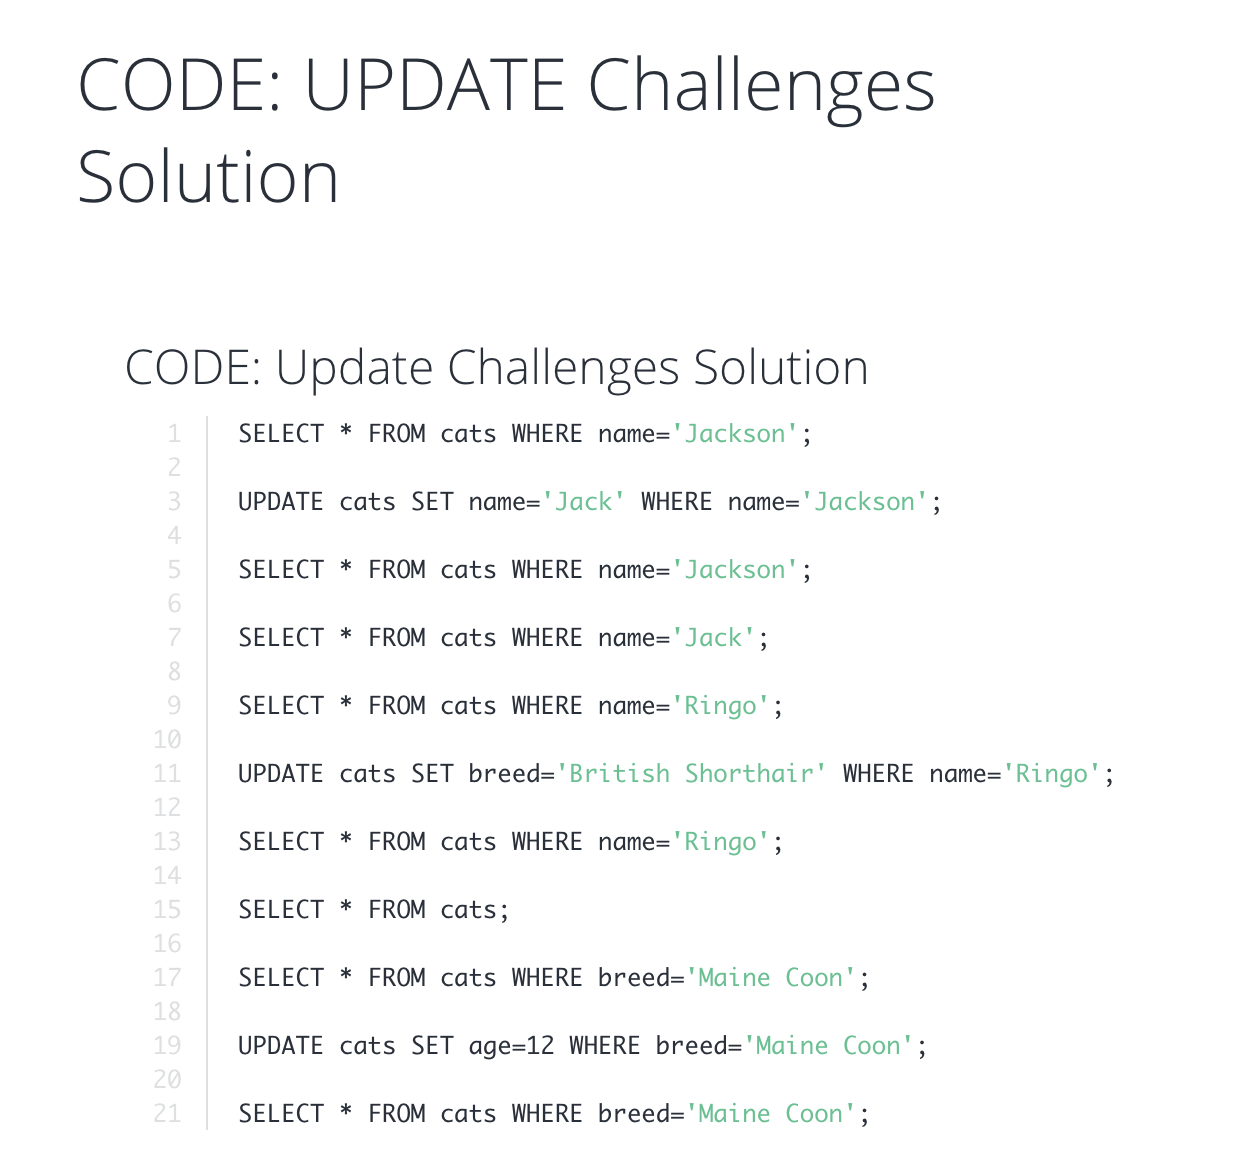 CODE: UPDATE Challenges
Solution
CODE: Update Challenges Solution
1 SELECT * FROM cats WHERE name='Jackson';
2
3 UPDATE cats SET name='Jack' WHERE name='Jackson';
4
5 SELECT * FROM cats WHERE name='Jackson';
6
7 SELECT * FROM cats WHERE name='Jack';
8
9 SELECT * FROM cats WHERE name='Ringo';
10
11 UPDATE cats SET breed='British Shorthair' WHERE name='Ringo';
12
13 SELECT * FROM cats WHERE name='Ringo';
14
15 SELECT * FROM cats;
16
17 SELECT * FROM cats WHERE breed='Maine Coon';
18
19 UPDATE cats SET age=12 WHERE breed='Maine Coon';
20
21 SELECT * FROM cats WHERE breed='Maine Coon';